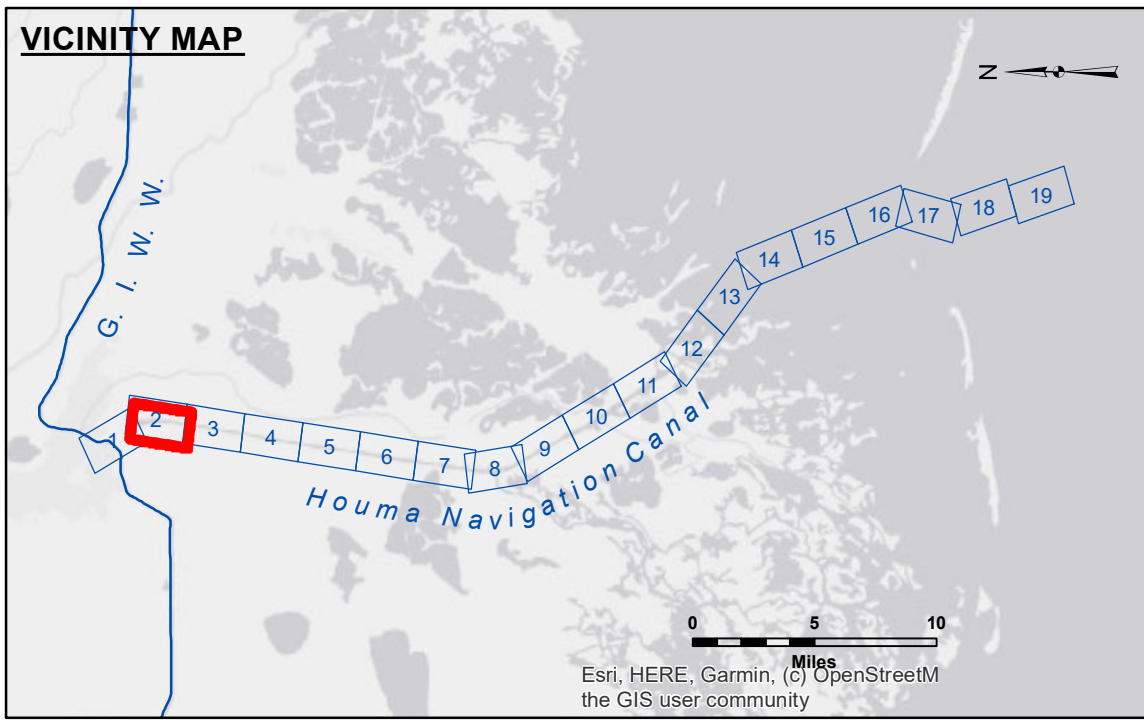 VICINITY MAP
N
G. I. W. W.
1
2
3
4
5
6
7
8
9
10
11
12
13
14
15
16
17
18
19
Houma Navigation Canal
0 5 10
Miles
Esri, HERE, Garmin, (c) OpenStreetM
the GIS user community